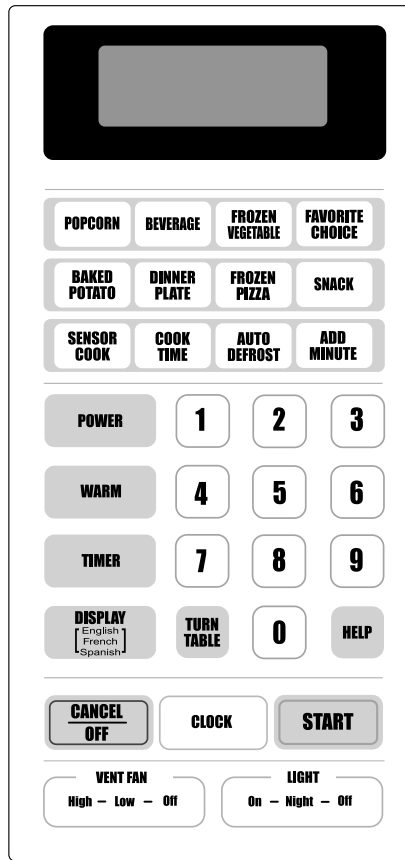 POPCORN BEVERAGE FROZEN VEGETABLE FAVORITE CHOICE
BAKED POTATO DINNER PLATE FROZEN PIZZA SNACK
SENSOR COOK COOK TIME AUTO DEFROST ADD MINUTE
POWER 1 2 3
WARM 4 5 6
TIMER 7 8 9
DISPLAY
English
French
Spanish
TURN TABLE 0 HELP
CANCEL
OFF
CLOCK START
VENT FAN LIGHT
High – Low – Off On – Night – Off